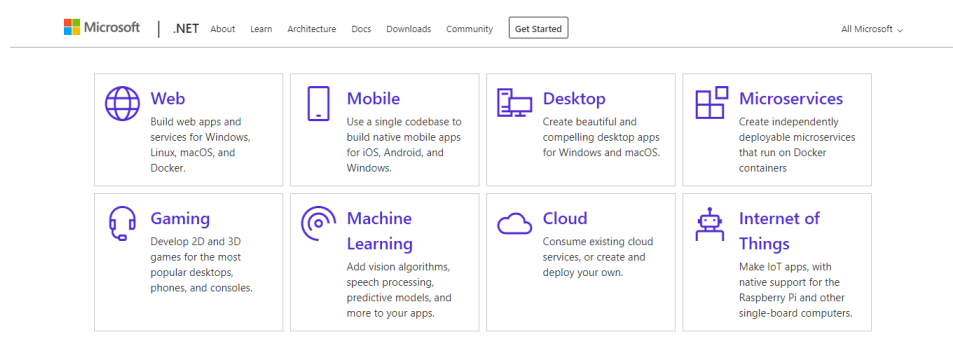 Microsoft | .NET About Learn Architecture Docs Downloads Community Get Started All Microsoft
Web
Build web apps and
services for Windows,
Linux, macOS, and
Docker.
Mobile
Use a single codebase to
build native mobile apps
for iOS, Android, and
Windows.
Desktop
Create beautiful and
compelling desktop apps
for Windows and macOS.
Microservices
Create independently
deployable microservices
that run on Docker
containers
Gaming
Develop 2D and 3D
games for the most
popular desktops,
phones, and consoles.
Machine
Learning
Add vision algorithms,
speech processing,
predictive models, and
more to your apps.
Cloud
Consume existing cloud
services, or create and
deploy your own.
Internet of
Things
Make IoT apps, with
native support for the
Raspberry Pi and other
single-board computers.